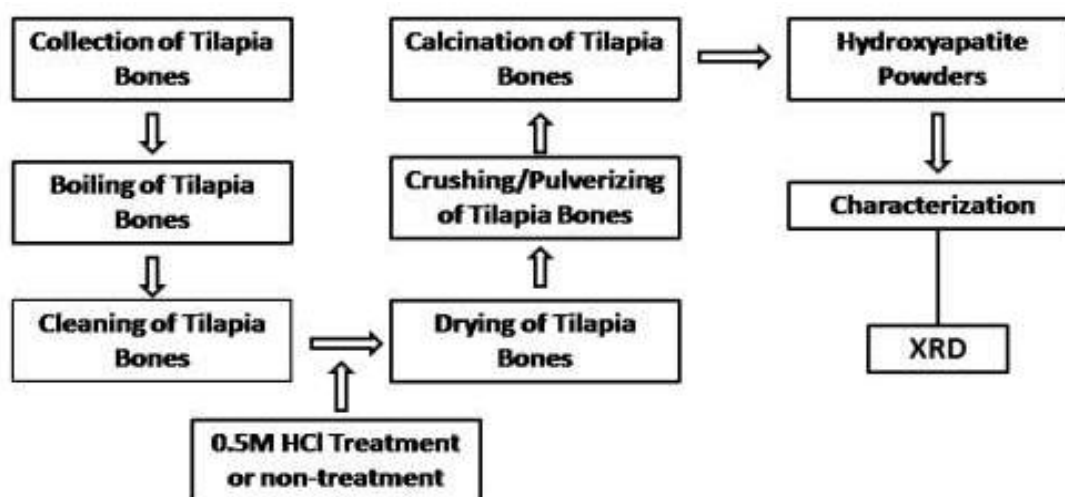 Collection of Tilapia
Bones
Boiling of Tilapia
Bones
Cleaning of Tilapia
Bones
0.5M HCl Treatment
or non-treatment
Drying of Tilapia
Bones
Crushing/Pulverizing
of Tilapia Bones
Calcination of Tilapia
Bones
Hydroxyapatite
Powders
Characterization
XRD